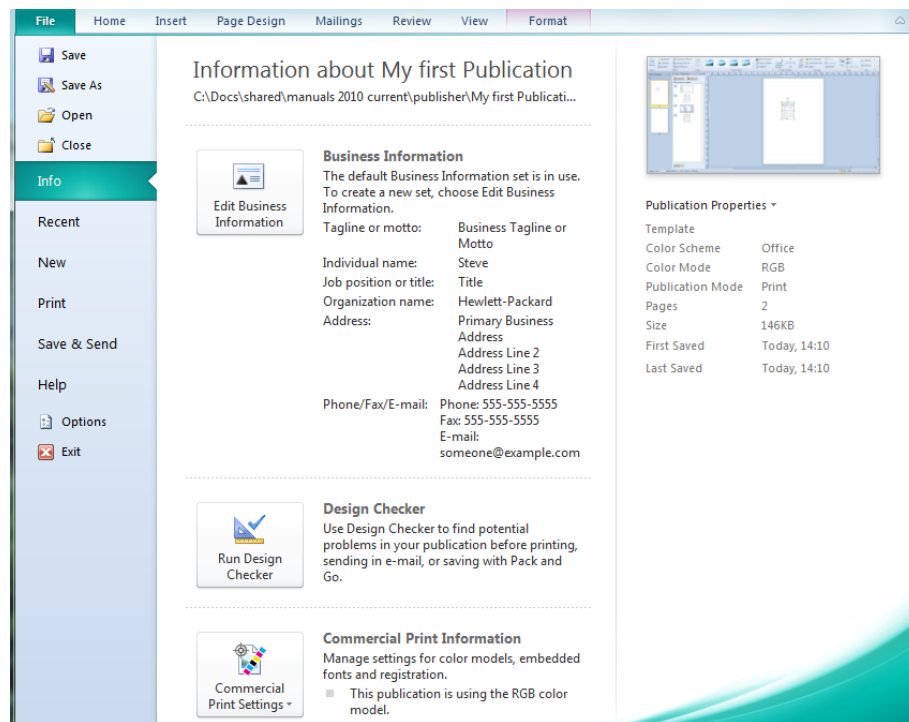 File Home Insert Page Design Mailings Review View Format
Save
Save As
Open
Close
Info
Recent
New
Print
Save & Send
Help
Options
Exit
Information about My first Publication
C:\Docs\shared\manuals 2010 current\publisher\My first Publicati...
Edit Business
Information
Business Information
The default Business Information set is in use.
To create a new set, choose Edit Business
Information.
Tagline or motto: Business Tagline or
Motto
Individual name: Steve
Job position or title: Title
Organization name: Hewlett-Packard
Address: Primary Business
Address
Address Line 2
Address Line 3
Address Line 4
Phone/Fax/E-mail: Phone: 555-555-5555
Fax: 555-555-5555
E-mail:
someone@example.com
Run Design
Checker
Design Checker
Use Design Checker to find potential
problems in your publication before printing,
sending in e-mail, or saving with Pack and
Go.
Commercial
Print Settings
Commercial Print Information
Manage settings for color models, embedded
fonts and registration.
This publication is using the RGB color
model.
Publication Properties
Template
Color Scheme Office
Color Mode RGB
Publication Mode Print
Pages 2
Size 146KB
First Saved Today, 14:10
Last Saved Today, 14:10